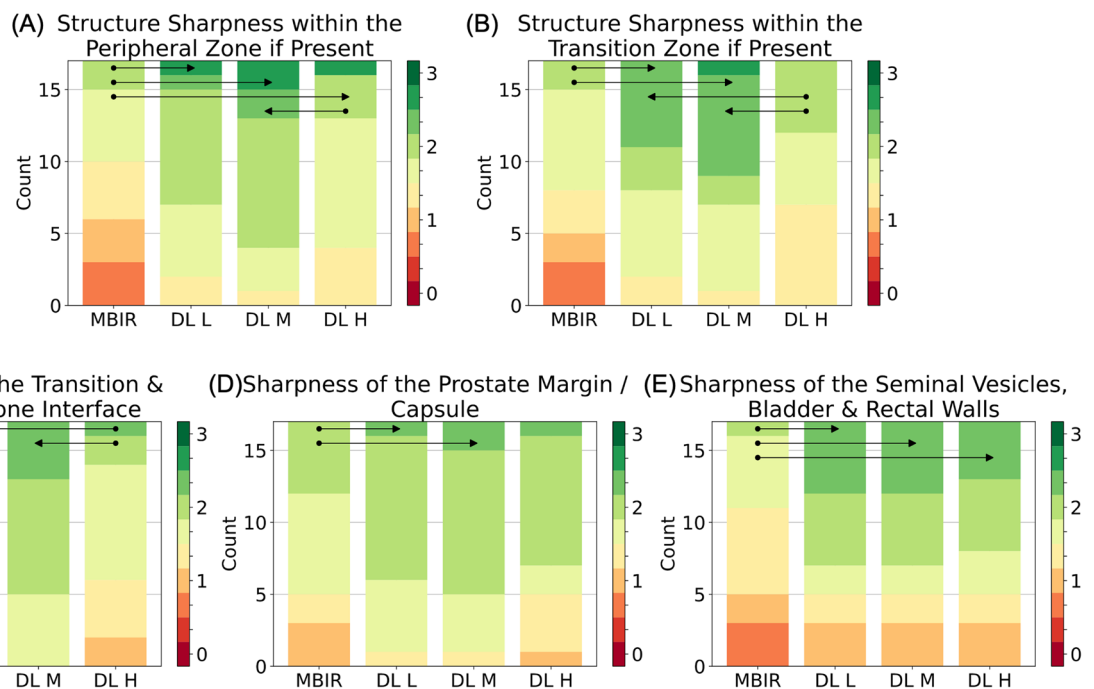 (A) Structure Sharpness within the
Peripheral Zone if Present
Count
15
10
5
0
MBIR DL L DL M DL H
3
2
1
0
(B) Structure Sharpness within the
Transition Zone if Present
Count
15
10
5
0
MBIR DL L DL M DL H
3
2
1
0
he Transition &
one Interface
DL M DL H
3
2
1
0
(D) Sharpness of the Prostate Margin /
Capsule
Count
15
10
5
0
MBIR DL L DL M DL H
3
2
1
0
(E) Sharpness of the Seminal Vesicles,
Bladder & Rectal Walls
Count
15
10
5
0
MBIR DL L DL M DL H
3
2
1
0